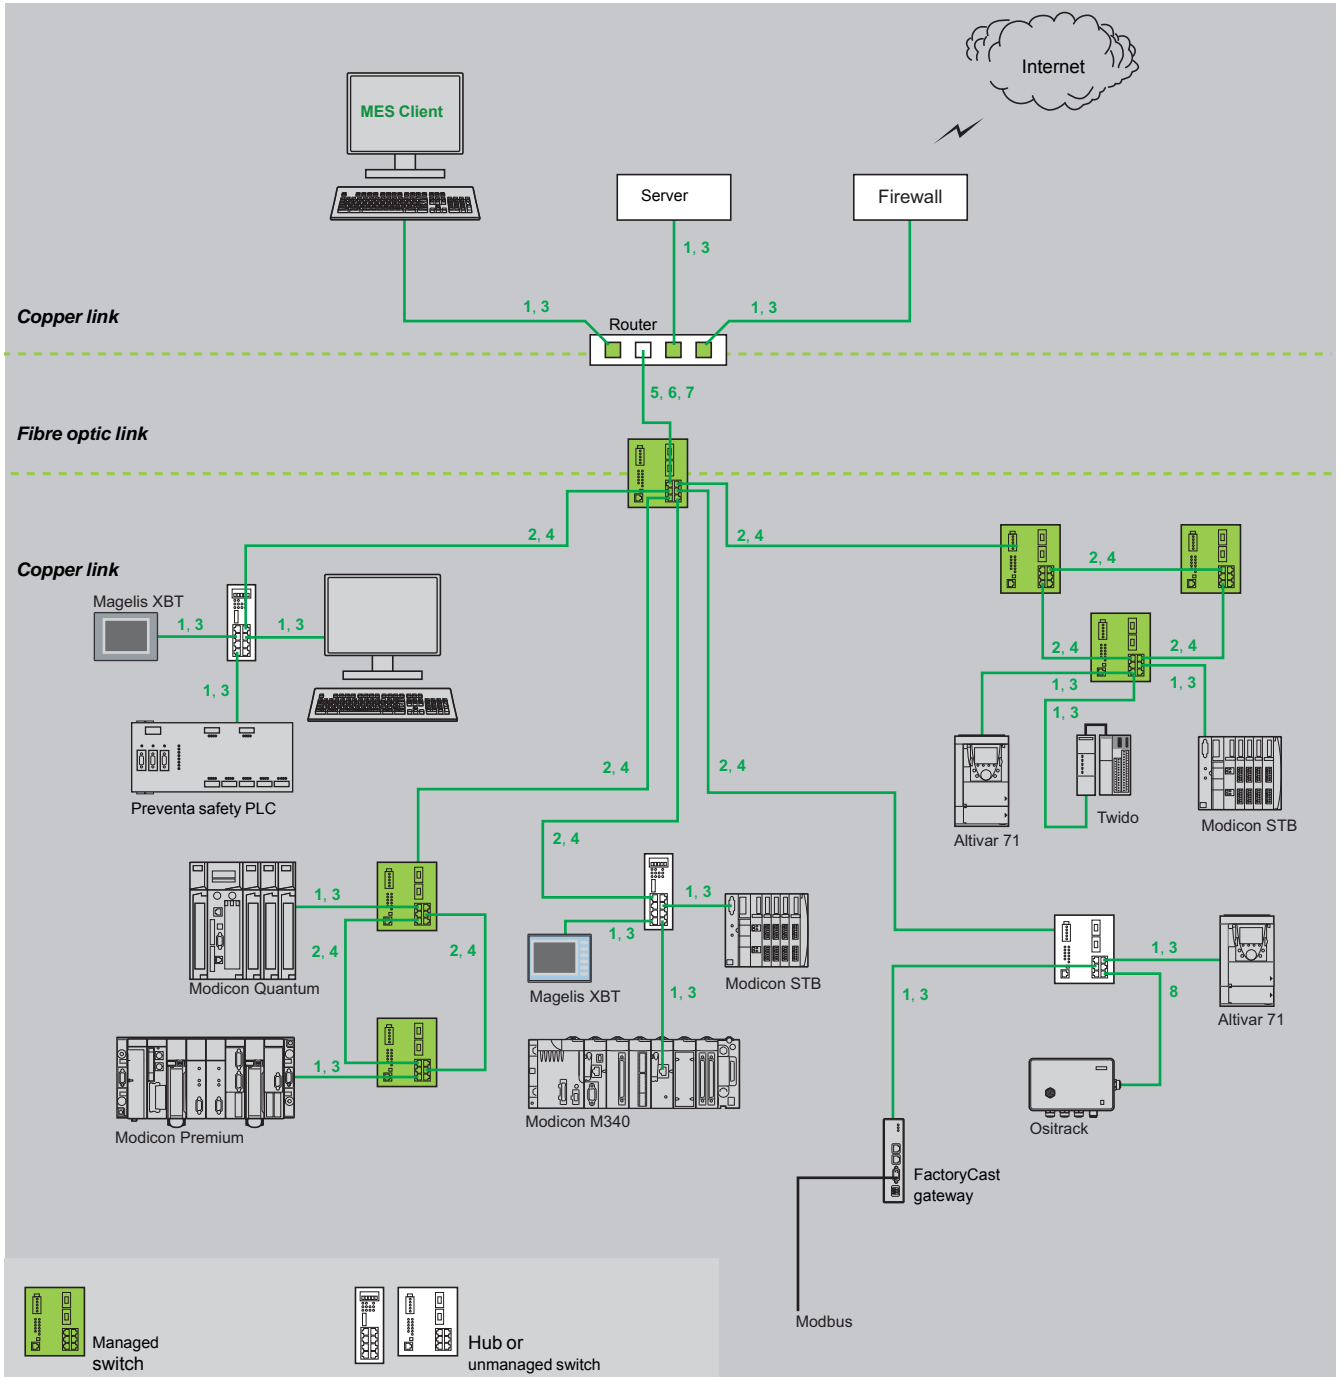 Internet
MES Client
Server
Firewall
1, 3
1, 3
1, 3
Copper link
Router
5, 6, 7
Fibre optic link
2, 4
2, 4
2, 4
Copper link
Magelis XBT
1, 3
1, 3
2, 4
2, 4
1, 3
1, 3
1, 3
1, 3
Preventa safety PLC
2, 4
2, 4
Twido
Modicon STB
Altivar 71
2, 4
1, 3
1, 3
1, 3
2, 4
2, 4
1, 3
Modicon Quantum
Magelis XBT
Modicon STB
1, 3
1, 3
8
Altivar 71
1, 3
Modicon Premium
Modicon M340
Ositrack
FactoryCast
gateway
Modbus
Managed
switch
Hub or
unmanaged switch